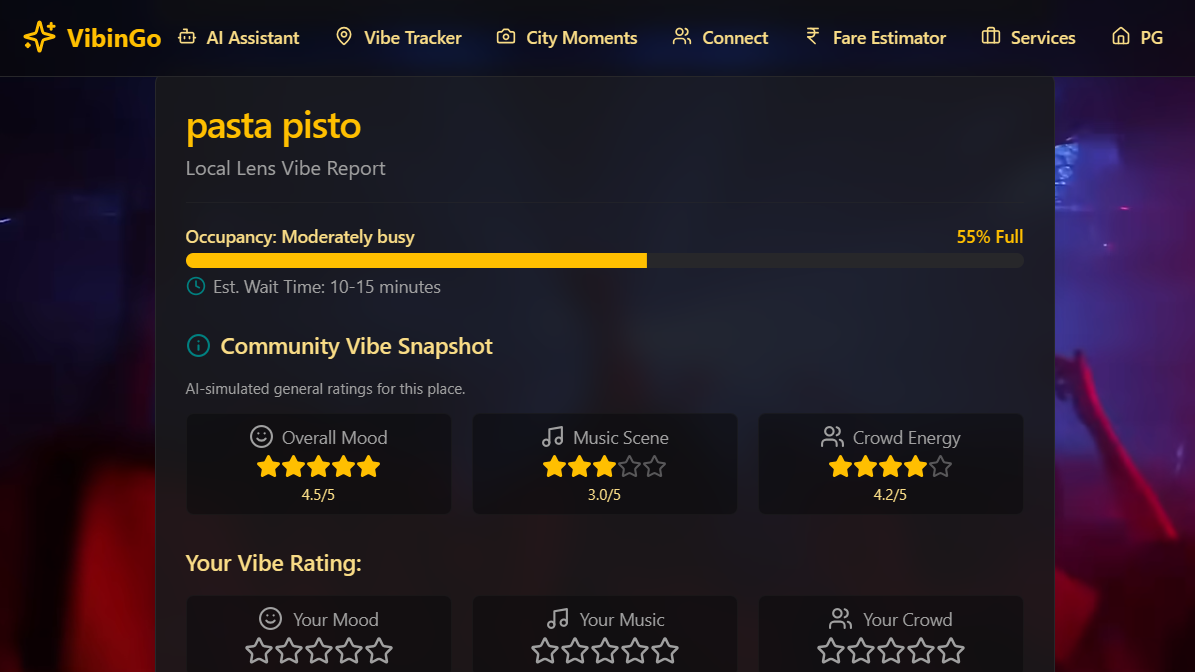 VibinGo AI Assistant Vibe Tracker City Moments Connect ₹ Fare Estimator Services PG
pasta pisto
Local Lens Vibe Report
Occupancy: Moderately busy 55% Full
Est. Wait Time: 10-15 minutes
Community Vibe Snapshot
AI-simulated general ratings for this place.
Overall Mood Music Scene Crowd Energy
4.5/5 3.0/5 4.2/5
Your Vibe Rating:
Your Mood Your Music Your Crowd